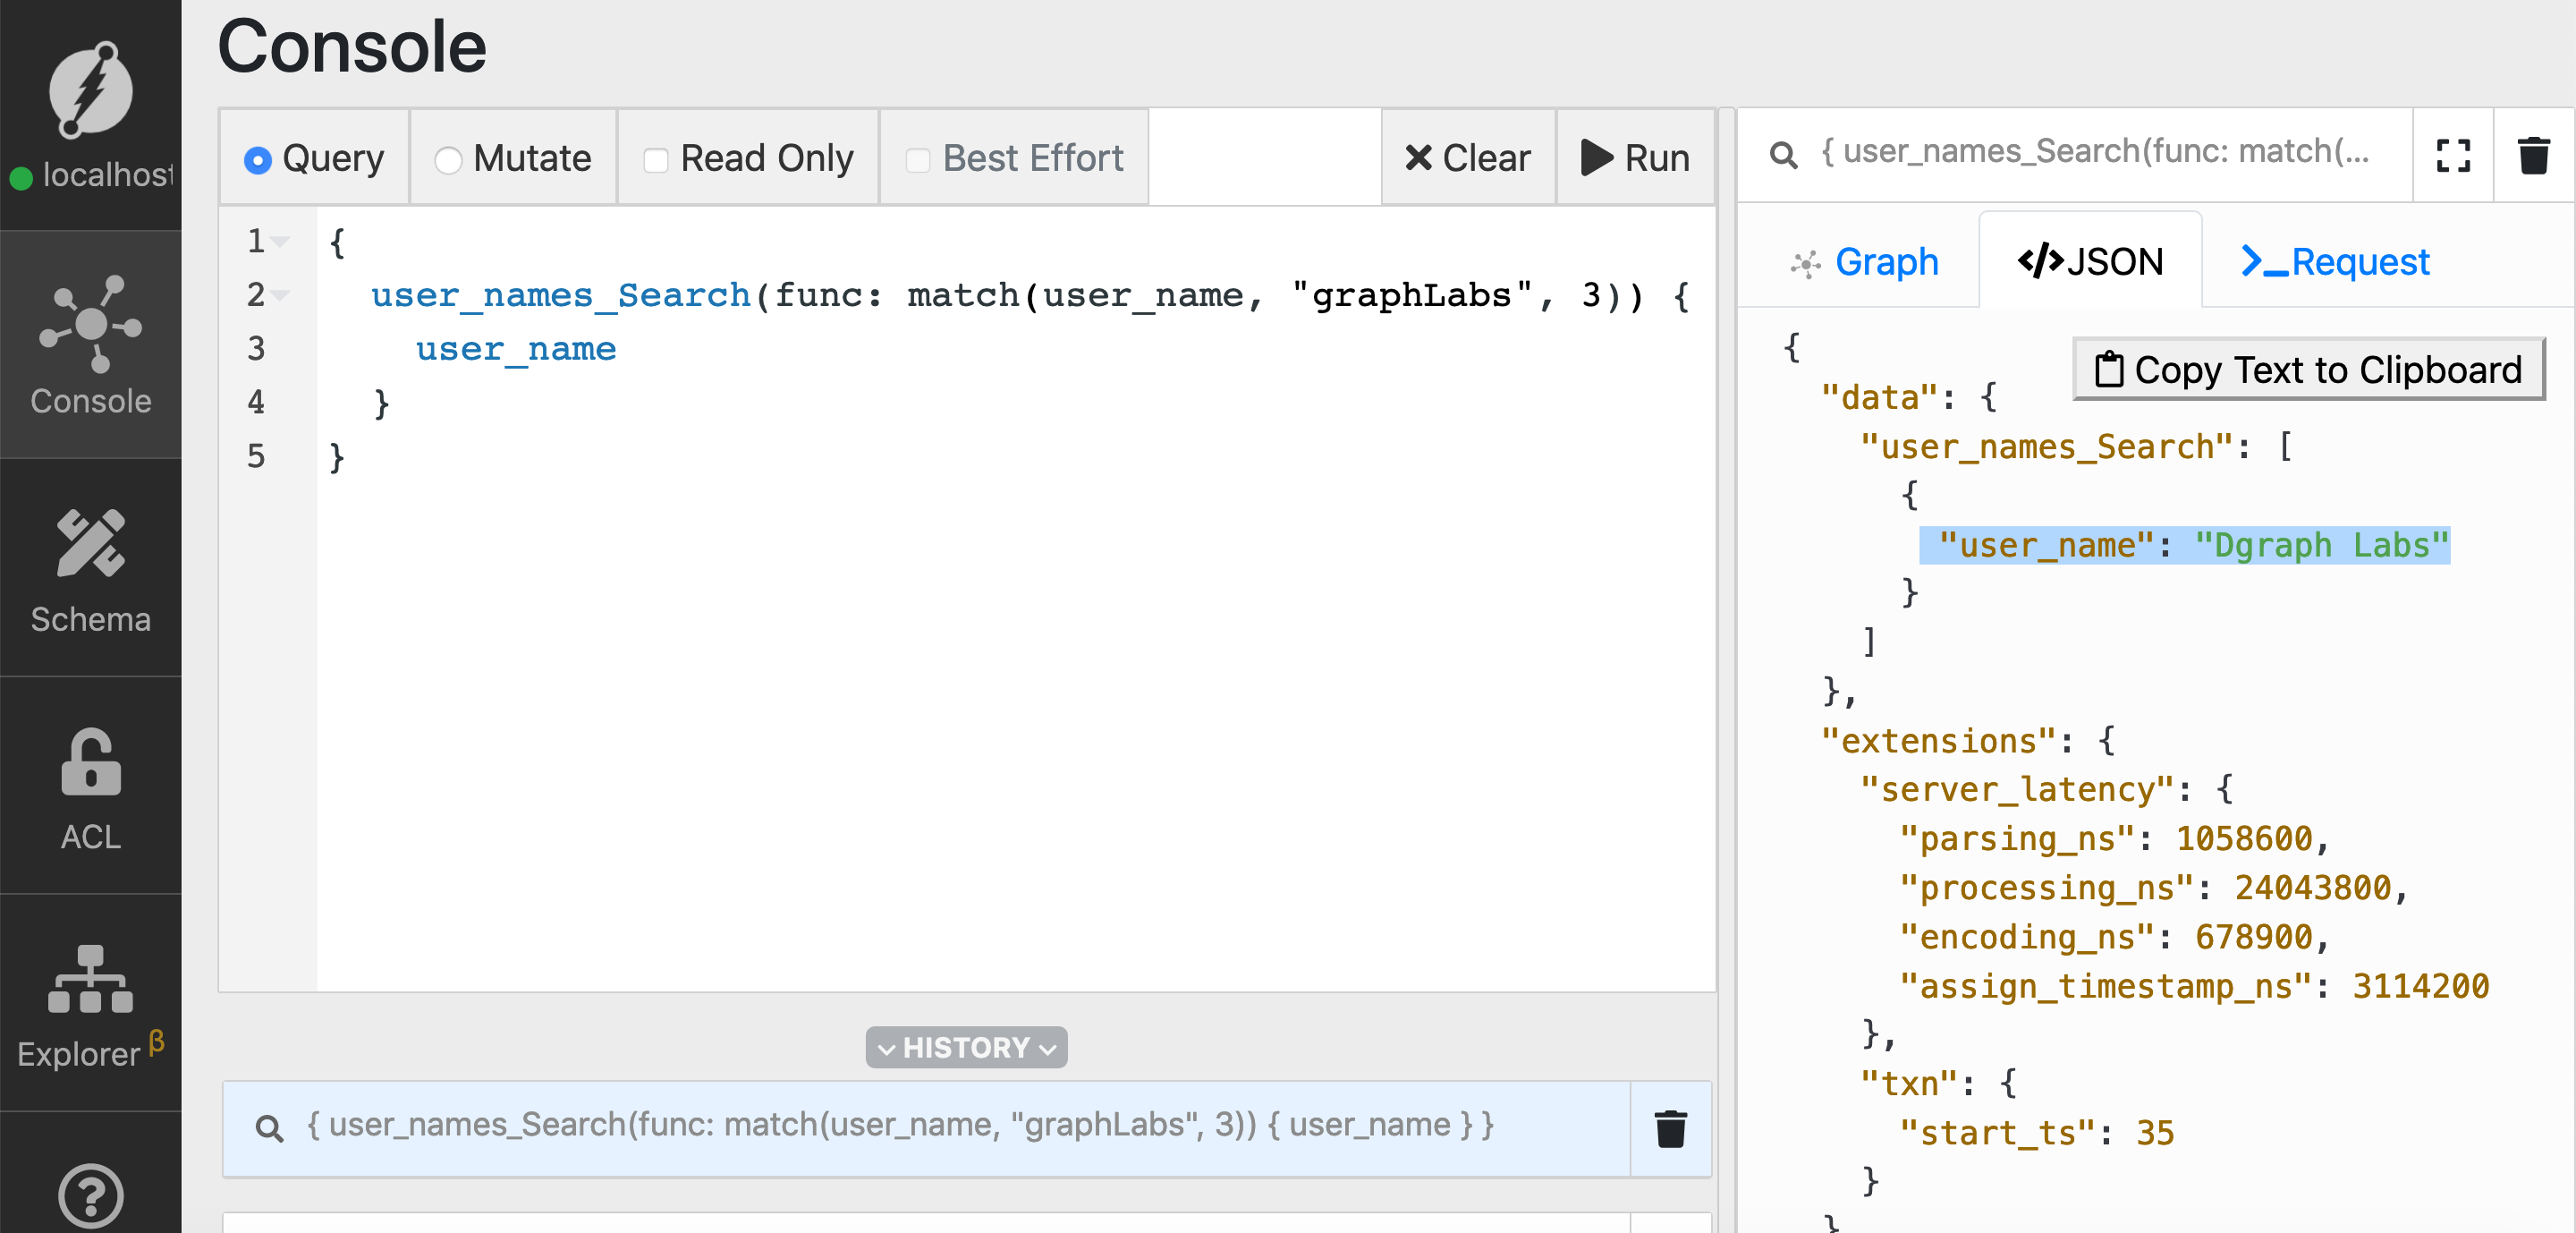 Console
localhost
Console
Schema
ACL
Explorer β
Query Mutate Read Only Best Effort Clear Run
1 {
2 user_names_Search(func: match(user_name, "graphLabs", 3)) {
3 user_name
4 }
5 }
HISTORY
{ user_names_Search(func: match(user_name, "graphLabs", 3)) { user_name } }
{ user_names_Search(func: match(...
Graph JSON Request
Copy Text to Clipboard
{
"data": {
"user_names_Search": [
{
"user_name": "Dgraph Labs"
}
]
},
"extensions": {
"server_latency": {
"parsing_ns": 1058600,
"processing_ns": 24043800,
"encoding_ns": 678900,
"assign_timestamp_ns": 3114200
},
"txn": {
"start_ts": 35
}
}